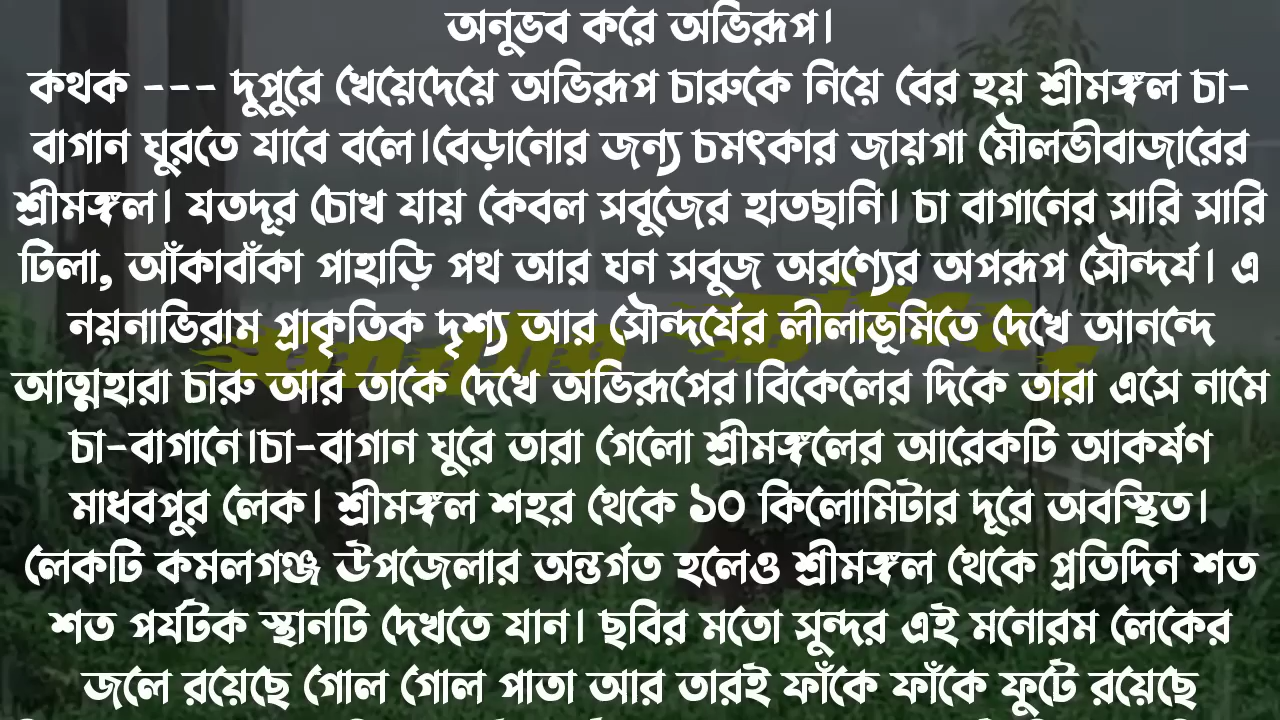 অনুভব করে অভিরূপ।
কথক --- দুপুরে খেয়েদেয়ে অভিরূপ চারুকে নিয়ে বের হয় শ্রীমঙ্গল চা-
বাগান ঘুরতে যাবে বলে।বেড়ানোর জন্য চমৎকার জায়গা মৌলভীবাজারের
শ্রীমঙ্গল। যতদূর চোখ যায় কেবল সবুজের হাতছানি। চা বাগানের সারি সারি
টিলা, আঁকাবাঁকা পাহাড়ি পথ আর ঘন সবুজ অরণ্যের অপরূপ সৌন্দর্য। এ
নয়নাভিরাম প্রাকৃতিক দৃশ্য আর সৌন্দর্যের লীলাভূমিতে দেখে আনন্দে
আত্মহারা চারু আর তাকে দেখে অভিরূপের।বিকেলের দিকে তারা এসে নামে
চা-বাগানে।চা-বাগান ঘুরে তারা গেলো শ্রীমঙ্গলের আরেকটি আকর্ষণ
মাধবপুর লেক। শ্রীমঙ্গল শহর থেকে ১০ কিলোমিটার দূরে অবস্থিত।
লেকটি কমলগঞ্জ উপজেলার অন্তর্গত হলেও শ্রীমঙ্গল থেকে প্রতিদিন শত
শত পর্যটক স্থানটি দেখতে যান। ছবির মতো সুন্দর এই মনোরম লেকের
জলে রয়েছে গোল গোল পাতা আর তারই ফাঁকে ফাঁকে ফুটে রয়েছে